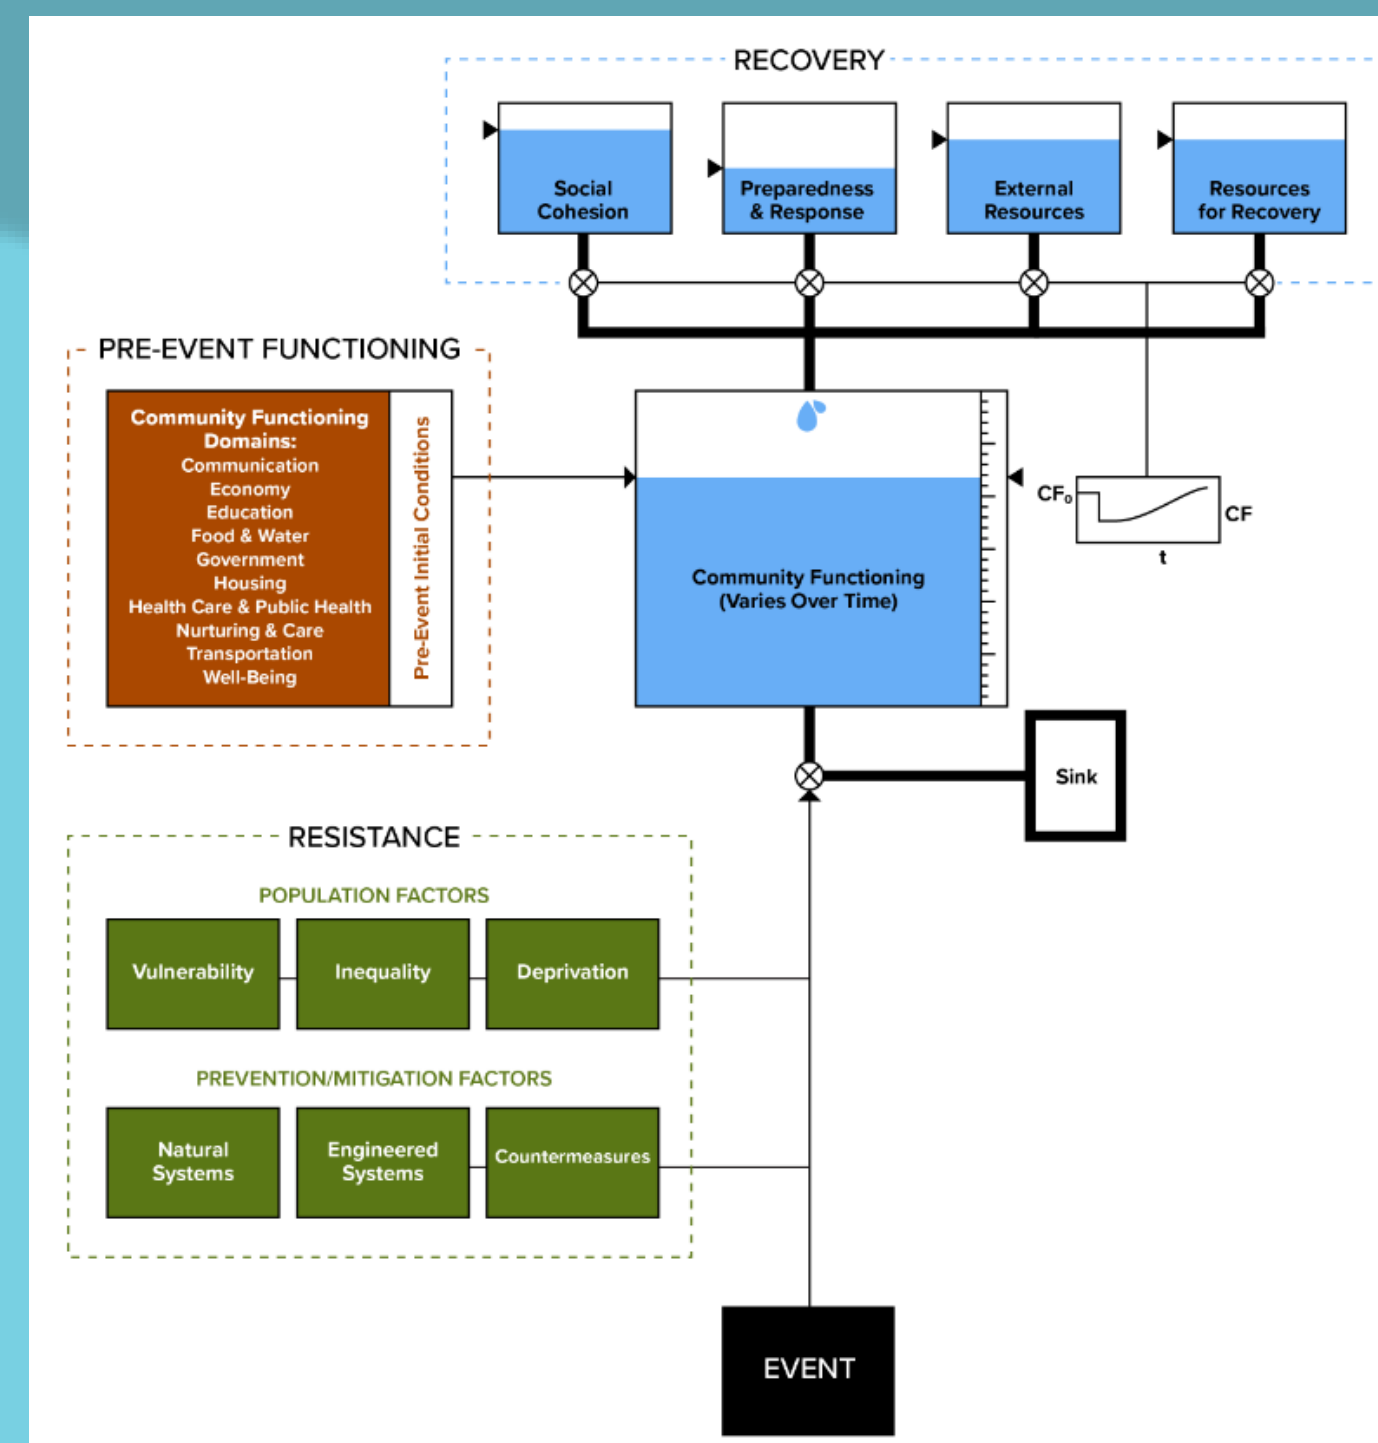 RECOVERY
Social
Cohesion
Preparedness
& Response
External
Resources
Resources
for Recovery
PRE-EVENT FUNCTIONING
Community Functioning
Domains:
Communication
Economy
Education
Food & Water
Government
Housing
Health Care & Public Health
Nurturing & Care
Transportation
Well-Being
Pre-Event Initial Conditions
Community Functioning
(Varies Over Time)
CF₀
CF
t
Sink
RESISTANCE
POPULATION FACTORS
Vulnerability
Inequality
Deprivation
PREVENTION/MITIGATION FACTORS
Natural
Systems
Engineered
Systems
Countermeasures
EVENT